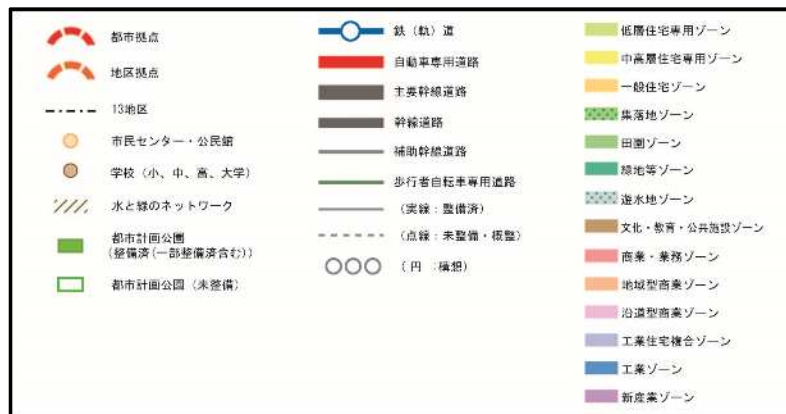 都市拠点
地区拠点
13地区
市民センター・公民館
学校（小、中、高、大学）
水と緑のネットワーク
都市計画公園
（整備済（一部整備済含む））
都市計画公園（未整備）
鉄（軌）道
自動車専用道路
主要幹線道路
幹線道路
補助幹線道路
歩行者自転車専用道路
（実線：整備済）
（点線：未整備・概整）
（円　：構想）
低層住宅専用ゾーン
中高層住宅専用ゾーン
一般住宅ゾーン
集落地ゾーン
田園ゾーン
緑地等ゾーン
遊水地ゾーン
文化・教育・公共施設ゾーン
商業・業務ゾーン
地域型商業ゾーン
沿道型商業ゾーン
工業住宅複合ゾーン
工業ゾーン
新産業ゾーン